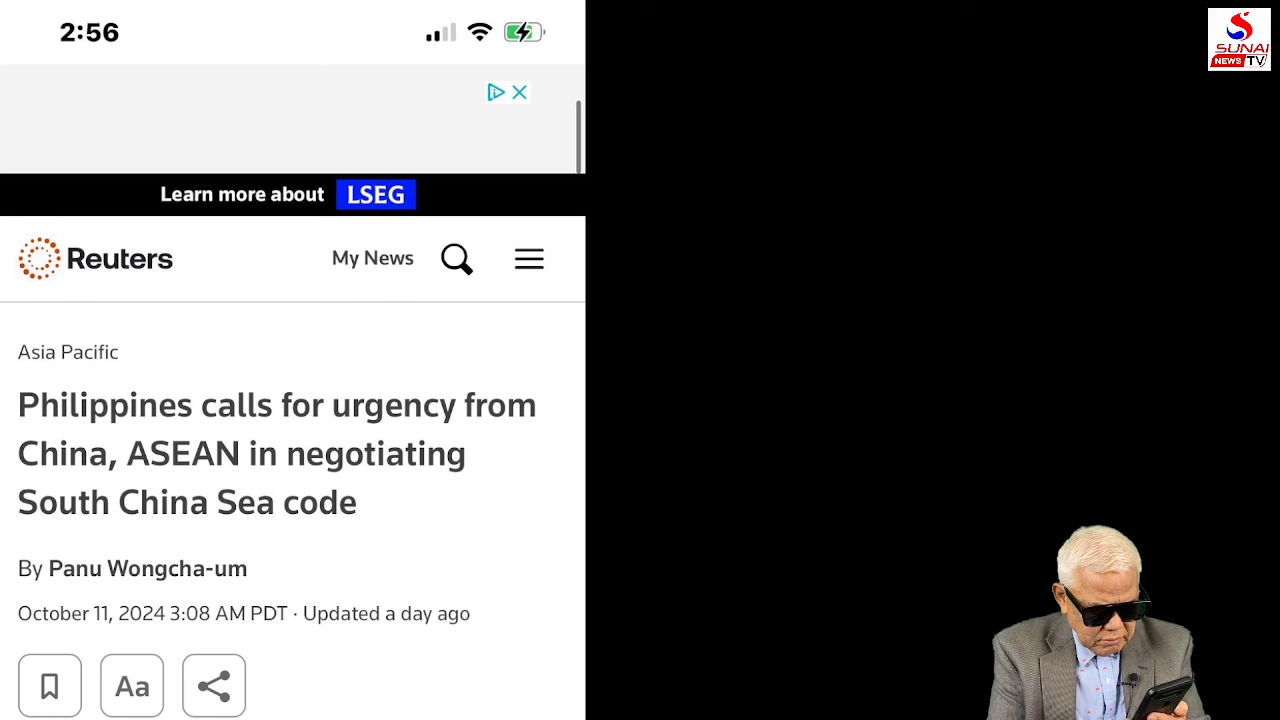 2:56
Learn more about LSEG
Reuters
My News
Asia Pacific
Philippines calls for urgency from
China, ASEAN in negotiating
South China Sea code
By Panu Wongcha-um
October 11, 2024 3:08 AM PDT · Updated a day ago
Aa
SUNAI
NEWS TV